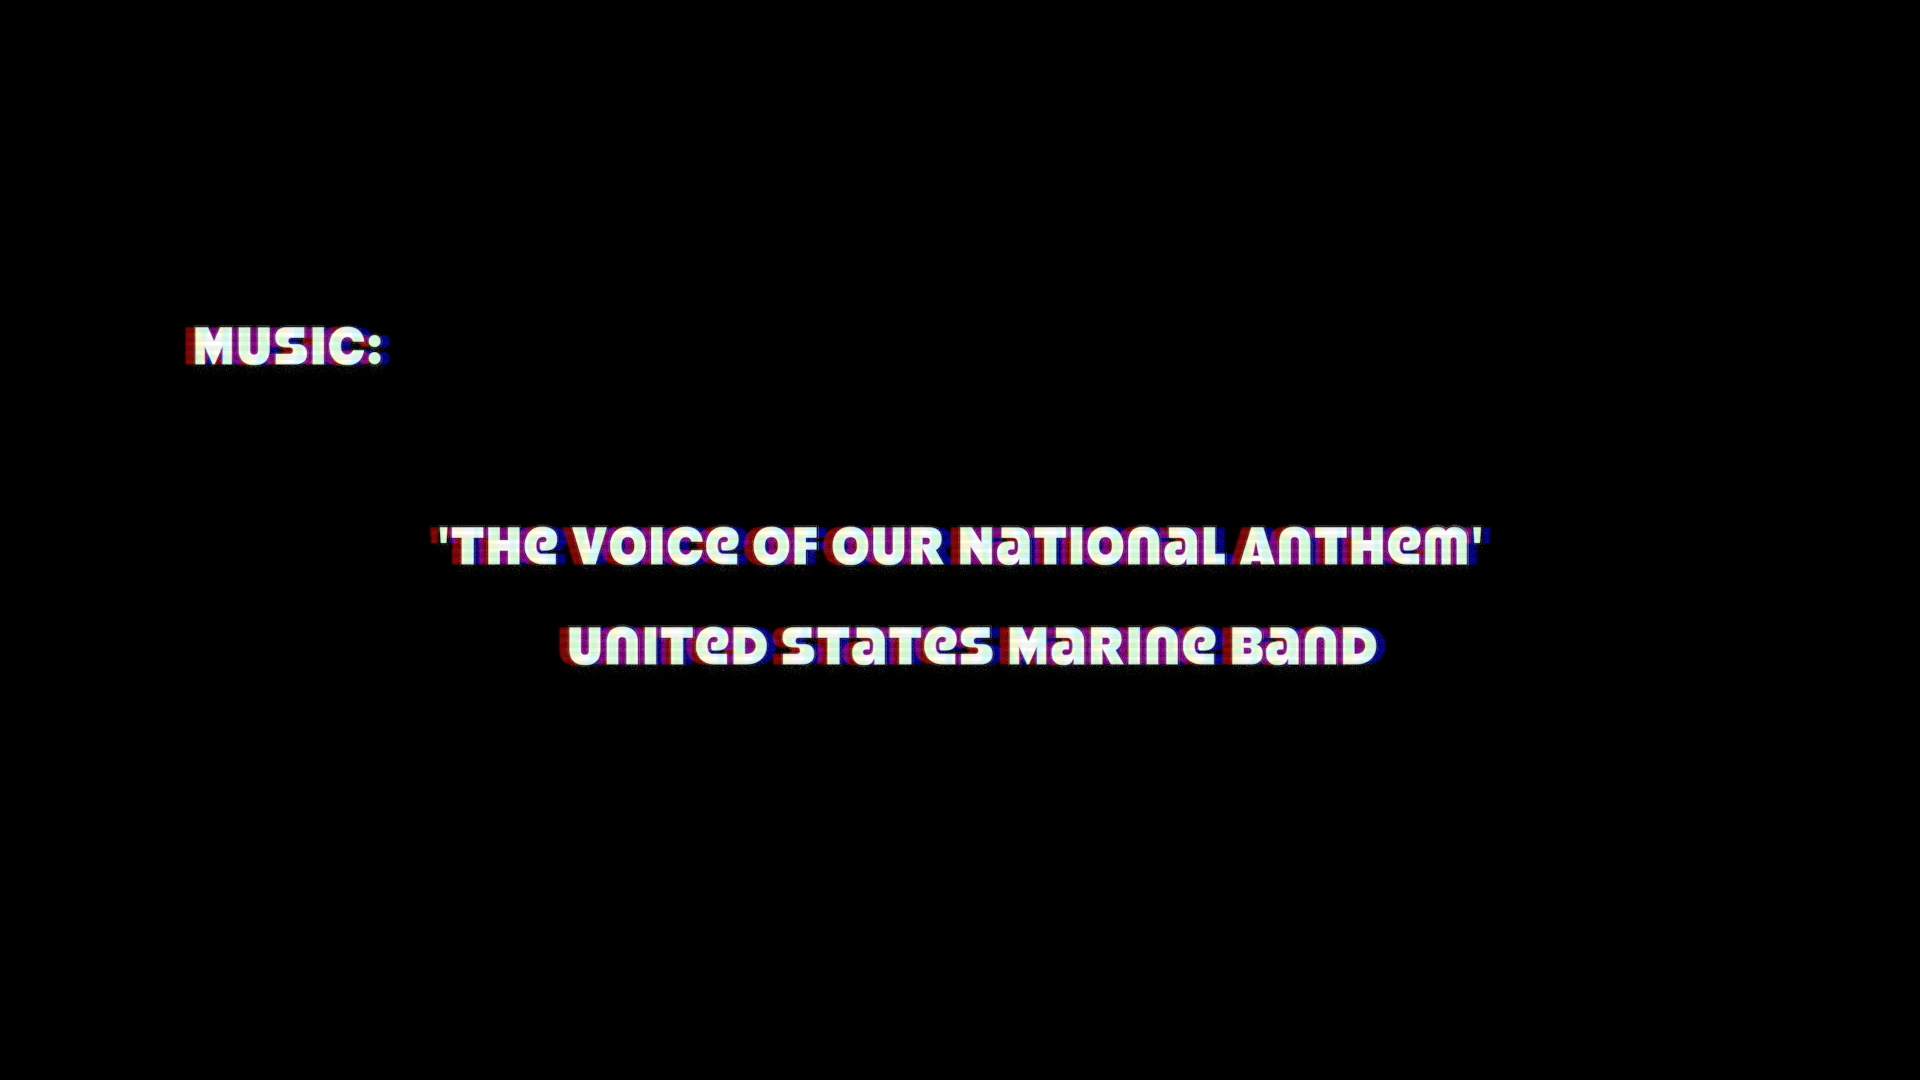 MUSIC:
'THE VOICE OF OUR NATIONAL ANTHEM'
UNITED STATES MARINE BAND